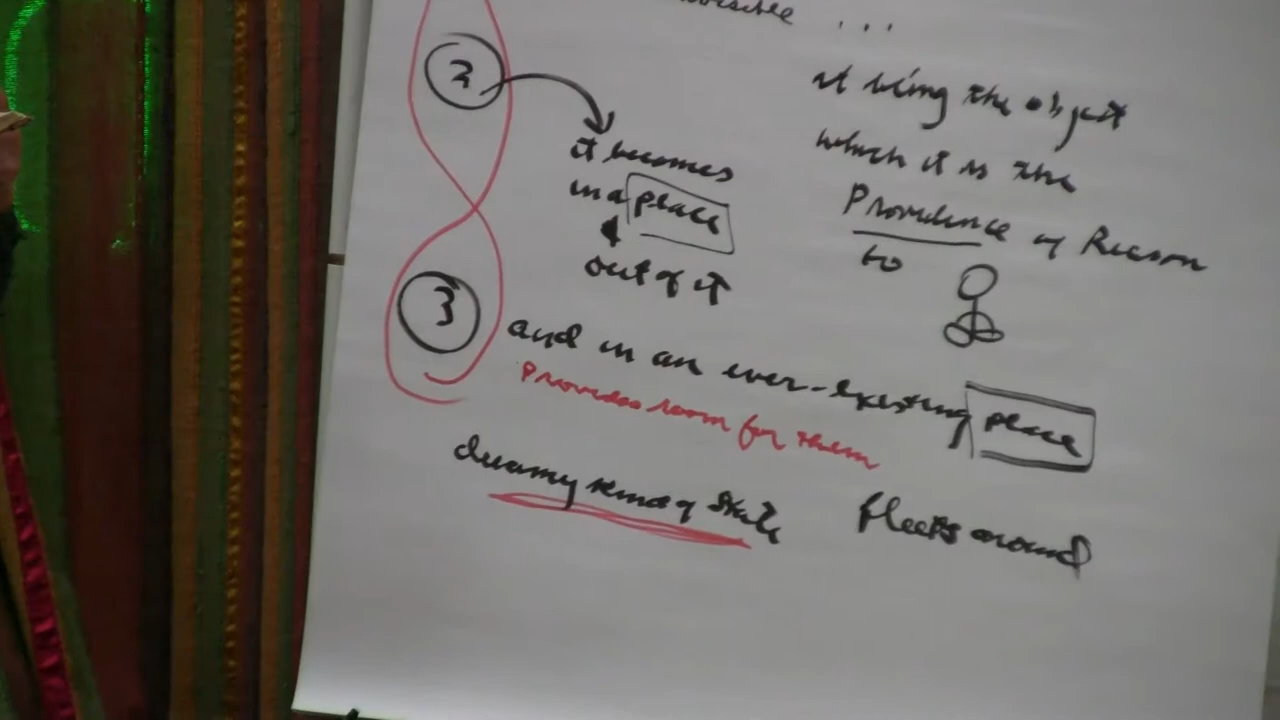 ...
it being the object
which it is the
Providence of Reason
to
2
it becomes
in a place
out of it
3
and in an ever-existing place
Provides room for them
dreamy kind of state
fleets around